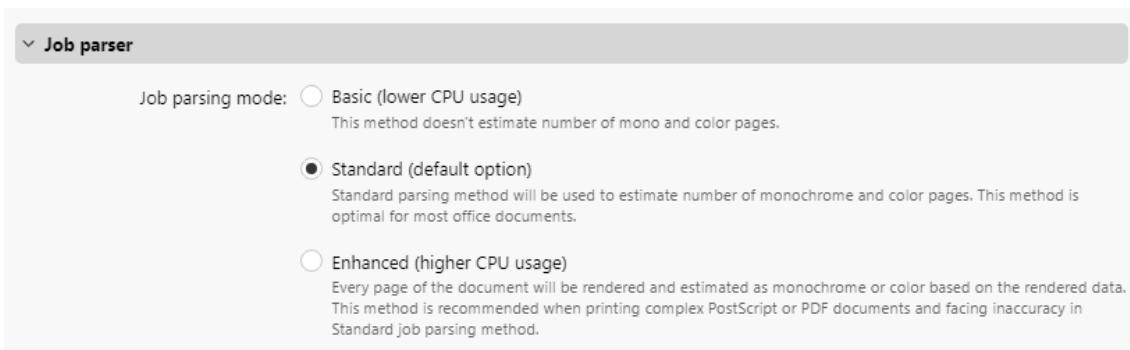 Job parser
Job parsing mode: Basic (lower CPU usage)
This method doesn't estimate number of mono and color pages.
Standard (default option)
Standard parsing method will be used to estimate number of monochrome and color pages. This method is
optimal for most office documents.
Enhanced (higher CPU usage)
Every page of the document will be rendered and estimated as monochrome or color based on the rendered data.
This method is recommended when printing complex PostScript or PDF documents and facing inaccuracy in
Standard job parsing method.